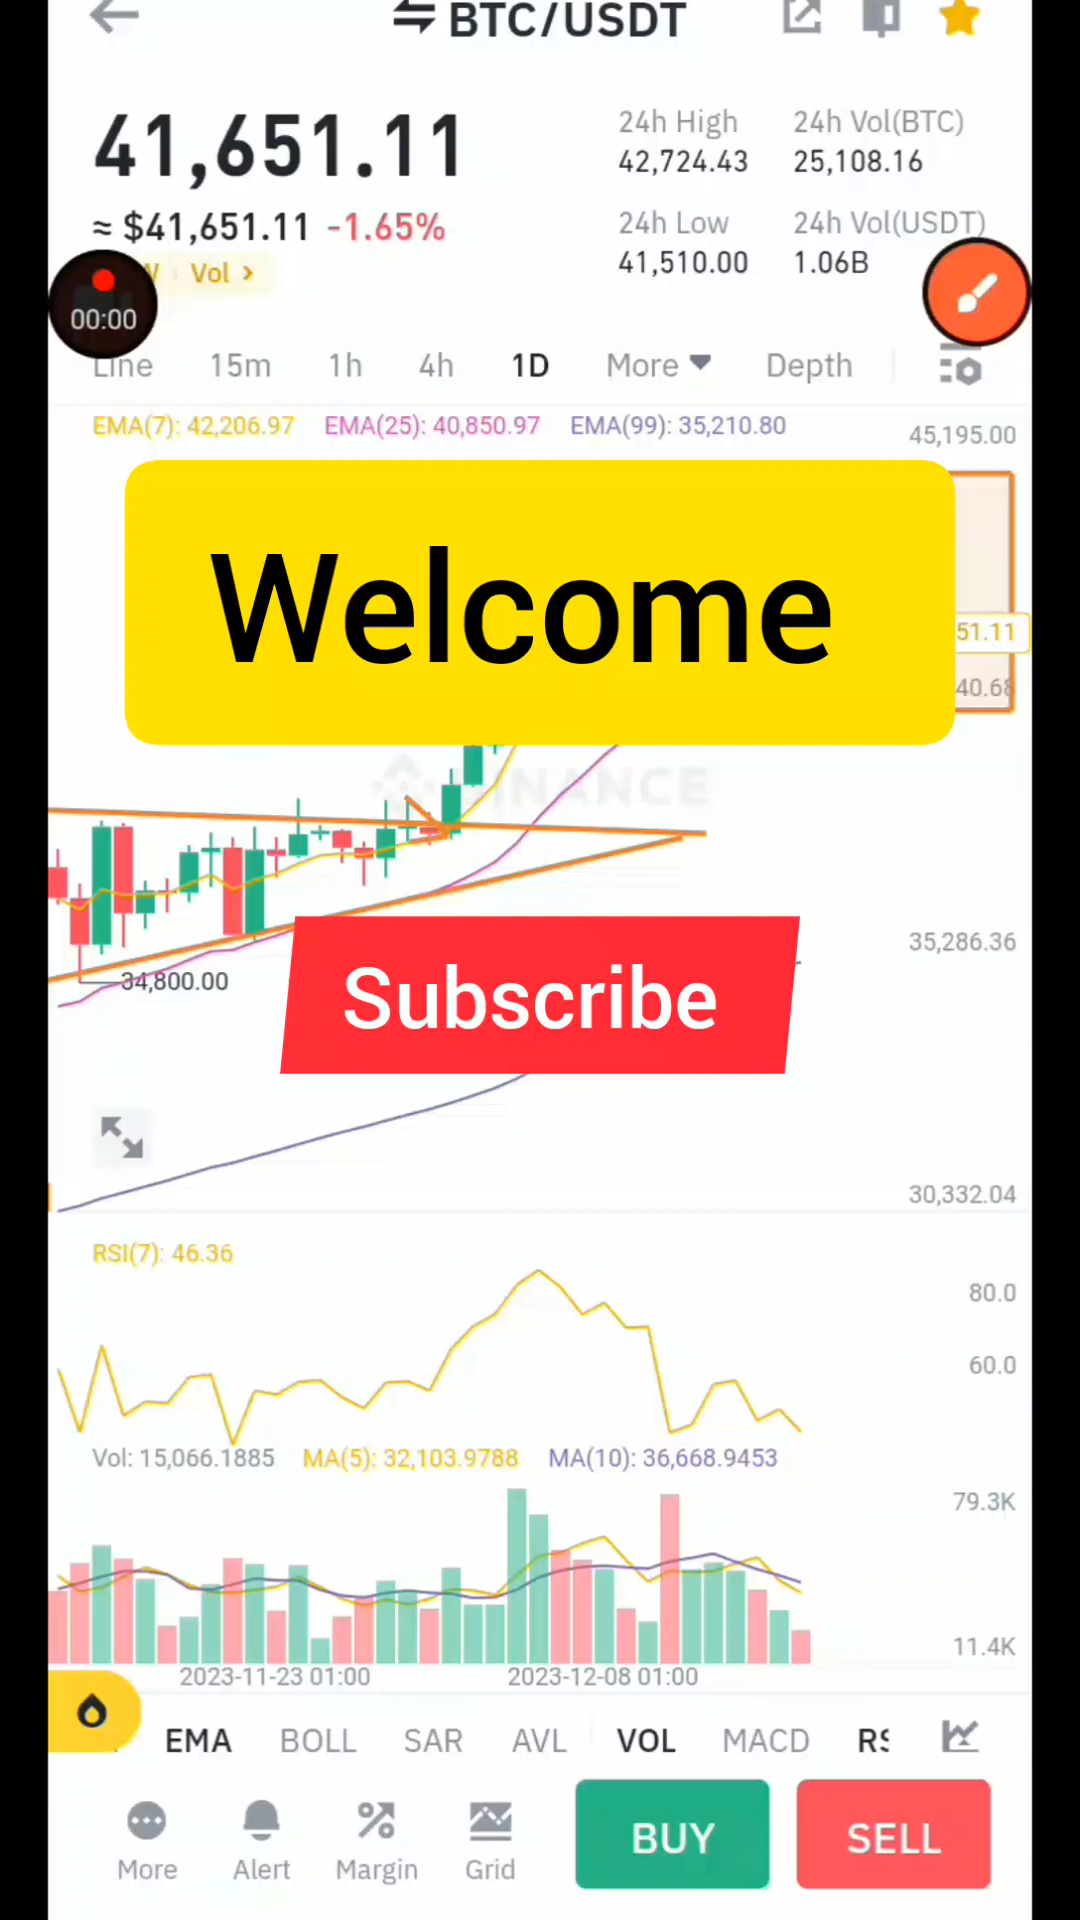 BTC/USDT
41,651.11
24h High
24h Vol(BTC)
42,724.43
25,108.16
≈ $41,651.11 -1.65%
24h Low
24h Vol(USDT)
41,510.00
1.06B
Vol
00:00
Line 15m 1h 4h 1D More Depth
EMA(7): 42,206.97 EMA(25): 40,850.97 EMA(99): 35,210.80
45,195.00
Welcome
51.11
40.68
35,286.36
34,800.00
Subscribe
30,332.04
RSI(7): 46.36
80.0
60.0
Vol: 15,066.1885 MA(5): 32,103.9788 MA(10): 36,668.9453
79.3K
11.4K
2023-11-23 01:00 2023-12-08 01:00
EMA BOLL SAR AVL VOL MACD RS
More Alert Margin Grid BUY SELL